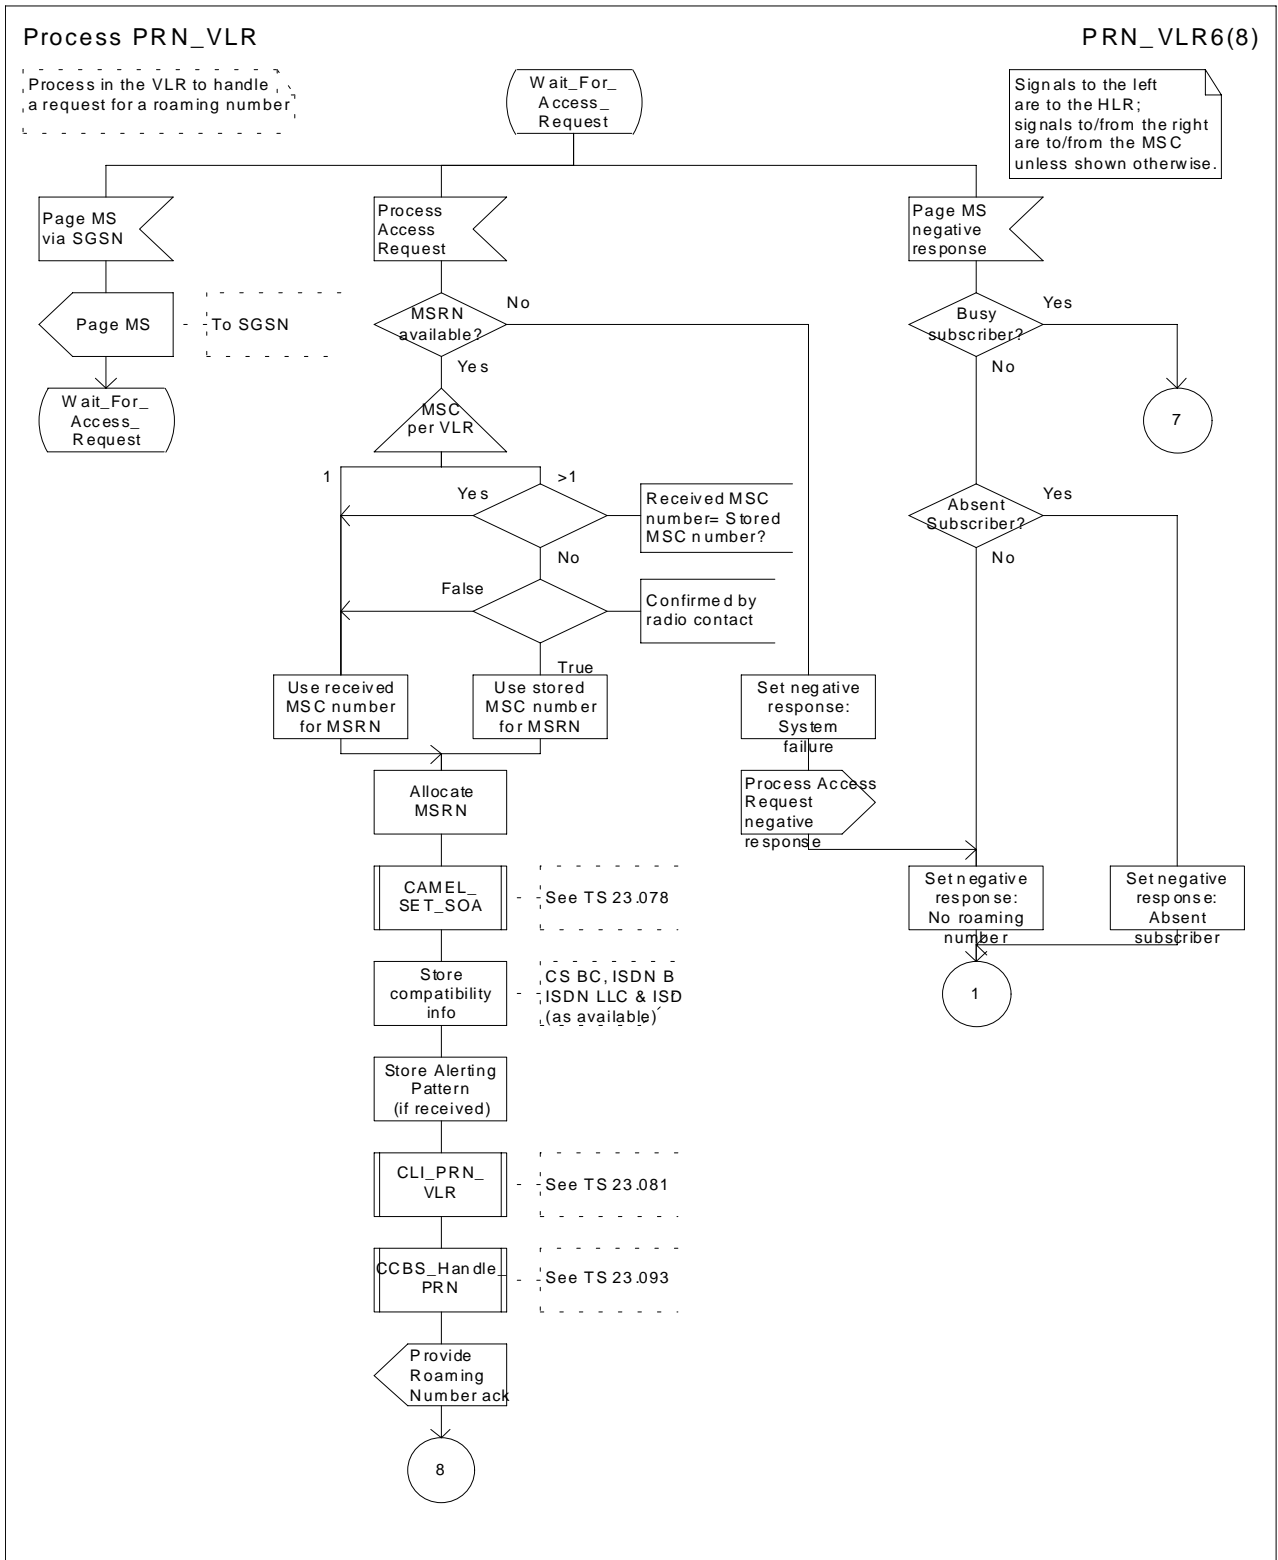 Process PRN_VLR
PRN_VLR6(8)
Process in the VLR to handle
a request for a roaming number
Wait_For_
Access_
Request
Signals to the left
are to the HLR;
signals to/from the right
are to/from the MSC
unless shown otherwise.
Page MS
via SGSN
Process
Access
Request
Page MS
negative
response
Page MS
To SGSN
MSRN
available?
No
Yes
Busy
subscriber?
Yes
No
Wait_For_
Access_
Request
MSC
per VLR
7
1
>1
Yes
Received MSC
number= Stored
MSC number?
No
Absent
Subscriber?
Yes
No
False
Confirmed by
radio contact
True
Use received
MSC number
for MSRN
Use stored
MSC number
for MSRN
Set negative
response:
System
failure
Allocate
MSRN
Process Access
Request
negative
response
CAMEL_
SET_SOA
See TS 23.078
Set negative
response:
No roaming
number
Set negative
response:
Absent
subscriber
Store
compatibility
info
CS BC, ISDN B
ISDN LLC & ISD
(as available)
1
Store Alerting
Pattern
(if received)
CLI_PRN_
VLR
See TS 23.081
CCBS_Handle_
PRN
See TS 23.093
Provide
Roaming
Number ack
8